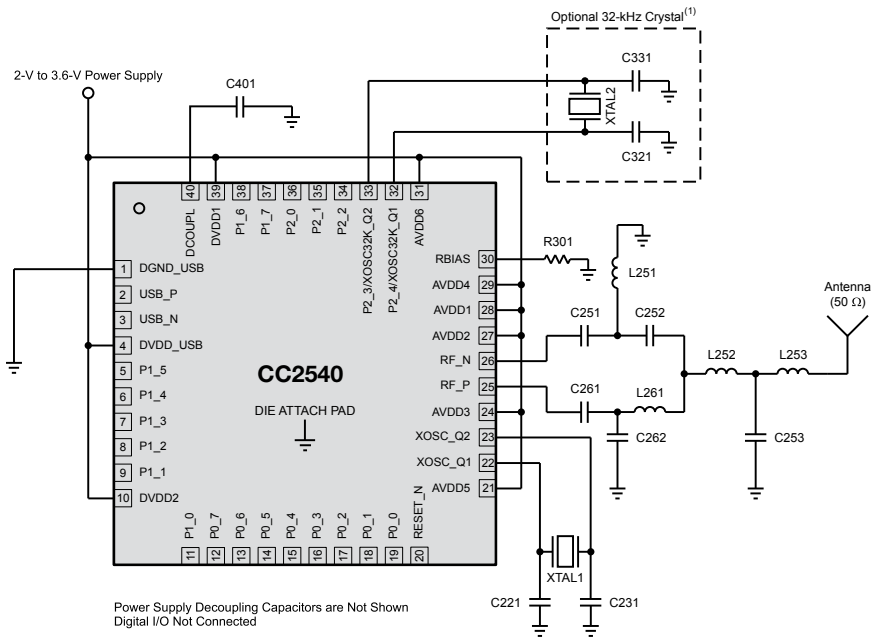 Optional 32-kHz Crystal(1)
C331
XTAL2
C321
2-V to 3.6-V Power Supply
C401
40
39
38
37
36
35
34
33
32
31
DCOUPL
DVDD1
P1_6
P1_7
P2_0
P2_1
P2_2
P2_3/XOSC32K_Q2
P2_4/XOSC32K_Q1
AVDD6
1 DGND_USB
2 USB_P
3 USB_N
4 DVDD_USB
5 P1_5
6 P1_4
7 P1_3
8 P1_2
9 P1_1
10 DVDD2
CC2540
DIE ATTACH PAD
RBIAS 30
AVDD4 29
AVDD1 28
AVDD2 27
RF_N 26
RF_P 25
AVDD3 24
XOSC_Q2 23
XOSC_Q1 22
AVDD5 21
R301
L251
C251
C252
C261
L261
C262
L252
L253
C253
Antenna
(50 Ω)
P1_0
P0_7
P0_6
P0_5
P0_4
P0_3
P0_2
P0_1
P0_0
RESET_N
11
12
13
14
15
16
17
18
19
20
XTAL1
C221
C231
Power Supply Decoupling Capacitors are Not Shown
Digital I/O Not Connected